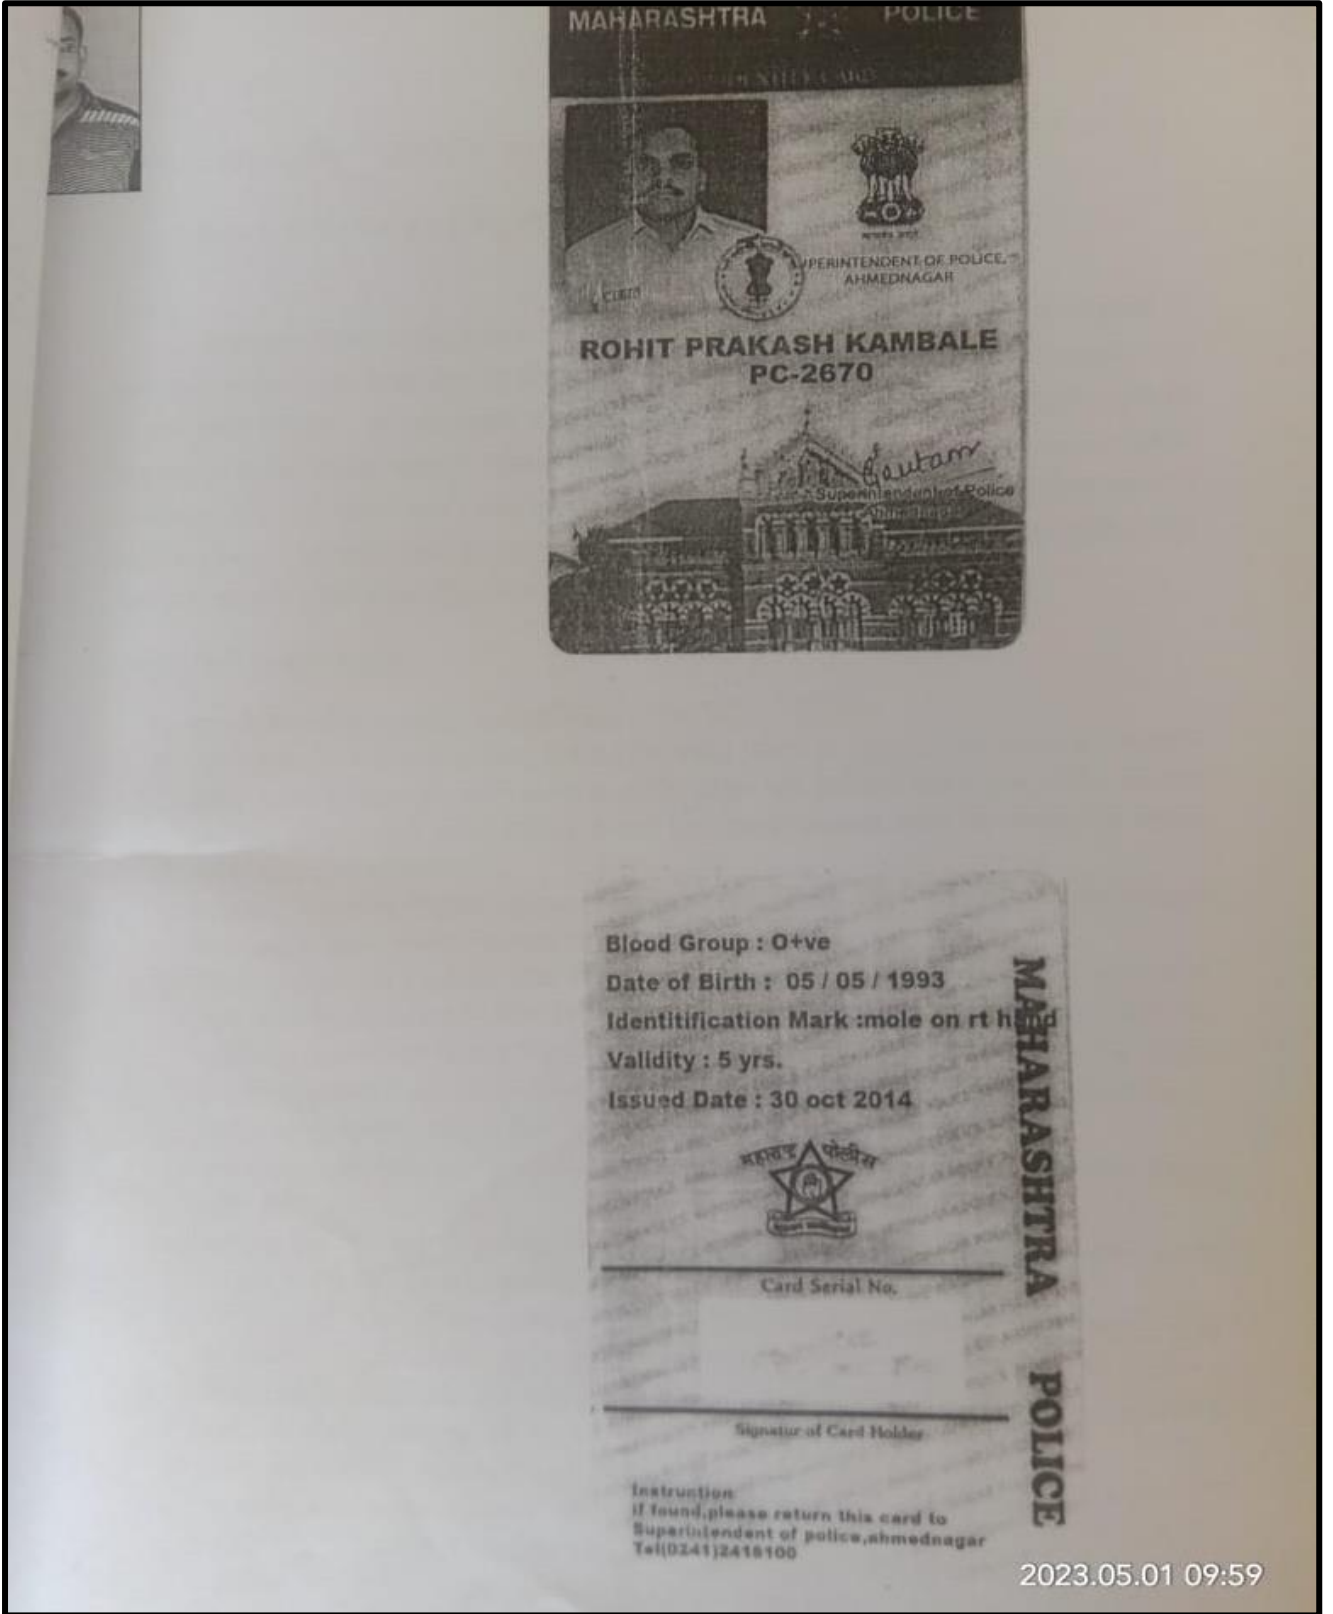 MAHARASHTRA POLICE
IDENTITY CARD
SUPERINTENDENT OF POLICE,
AHMEDNAGAR
ROHIT PRAKASH KAMBALE
PC-2670
Gautam
Superintendent of Police
Blood Group : O+ve
Date of Birth : 05 / 05 / 1993
Identitification Mark :mole on rt hand
Validity : 5 yrs.
Issued Date : 30 oct 2014
महाराष्ट्र पोलीस
Card Serial No.
Signatur of Card Holder
Instruction
if found,please return this card to
Superintendent of police,ahmednagar
Tel(0241)2416100
MAHARASHTRA POLICE
2023.05.01 09:59